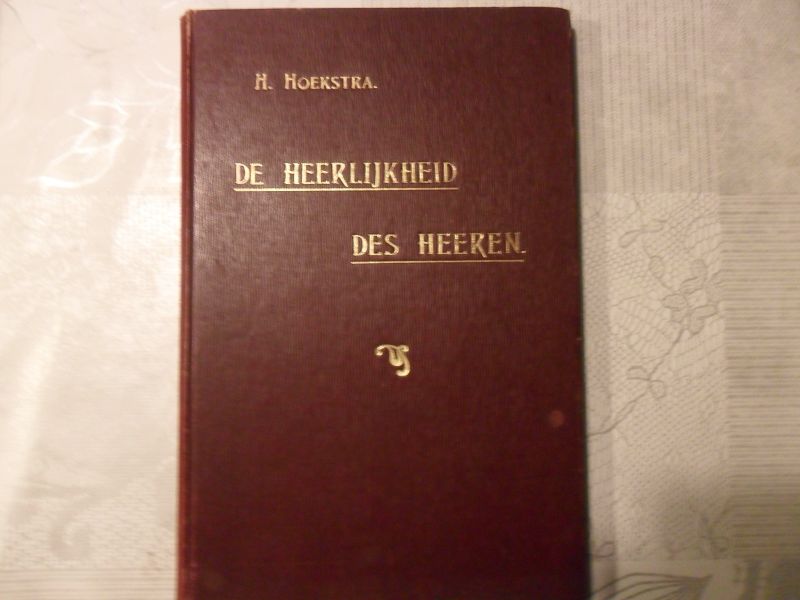 H. HOEKSTRA.
DE HEERLIJKHEID
DES HEEREN.